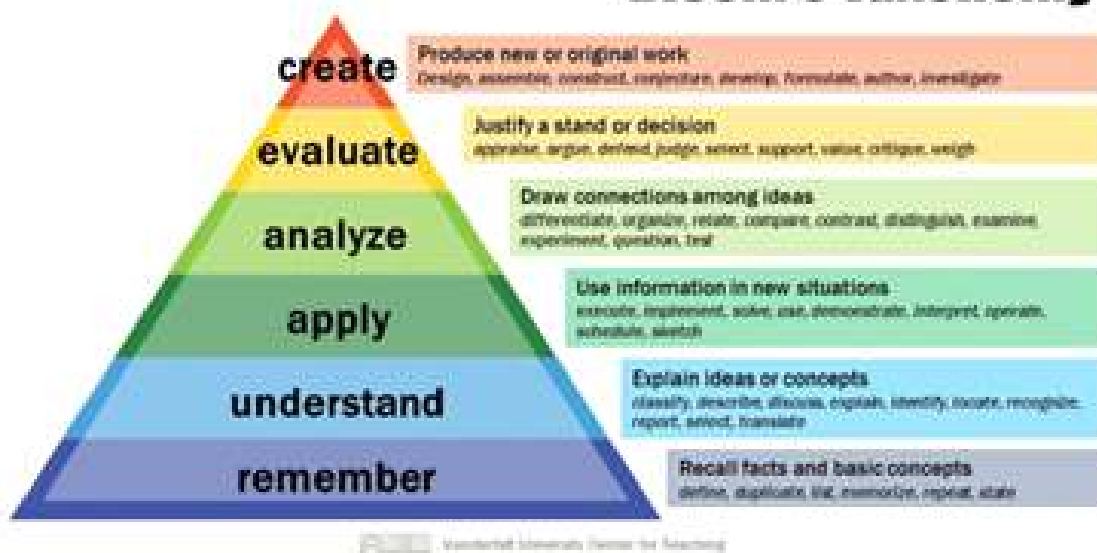 create
Produce new or original work
Design, assemble, construct, conjecture, develop, formulate, author, investigate
evaluate
Justify a stand or decision
appraise, argue, defend, judge, select, support, value, critique, weigh
analyze
Draw connections among ideas
differentiate, organize, relate, compare, contrast, distinguish, examine,
experiment, question, test
apply
Use information in new situations
execute, implement, solve, use, demonstrate, interpret, operate,
schedule, sketch
understand
Explain ideas or concepts
classify, describe, discuss, explain, identify, locate, recognize,
report, select, translate
remember
Recall facts and basic concepts
define, duplicate, list, memorize, repeat, state
Vanderbilt University Center for Teaching